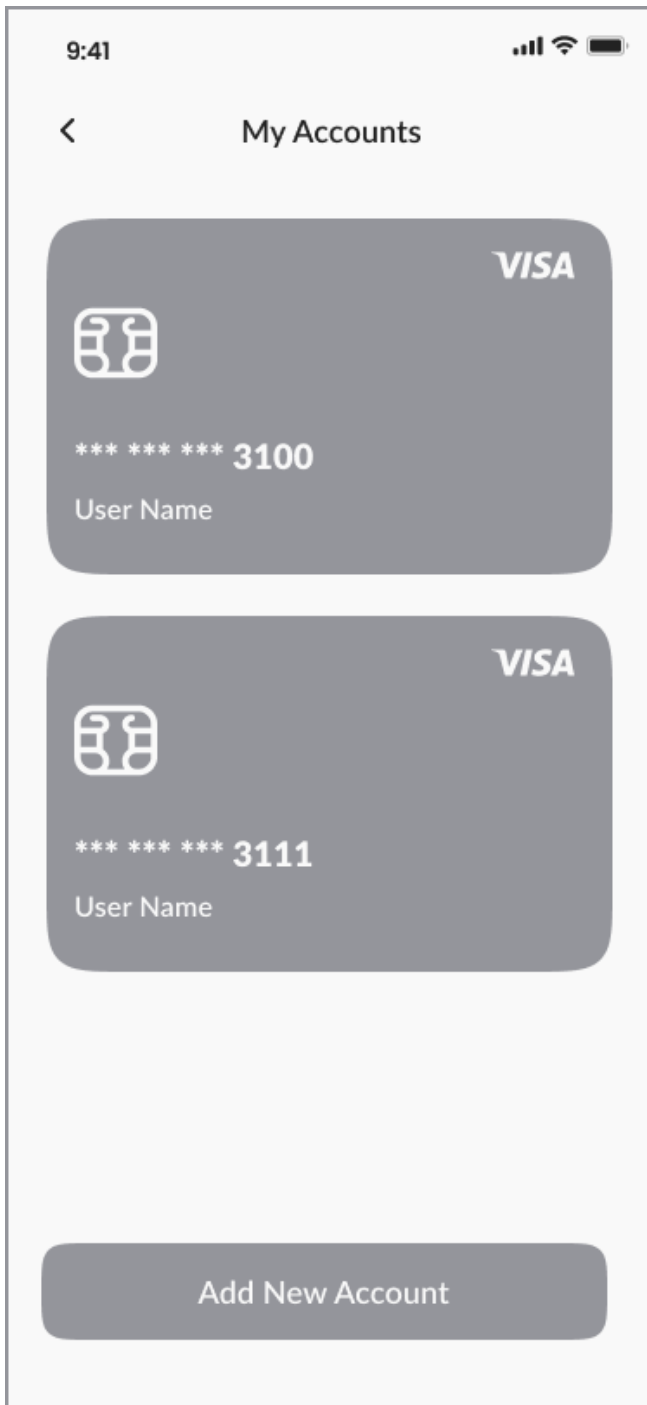 9:41
My Accounts
VISA
*** *** *** 3100
User Name
VISA
*** *** *** 3111
User Name
Add New Account